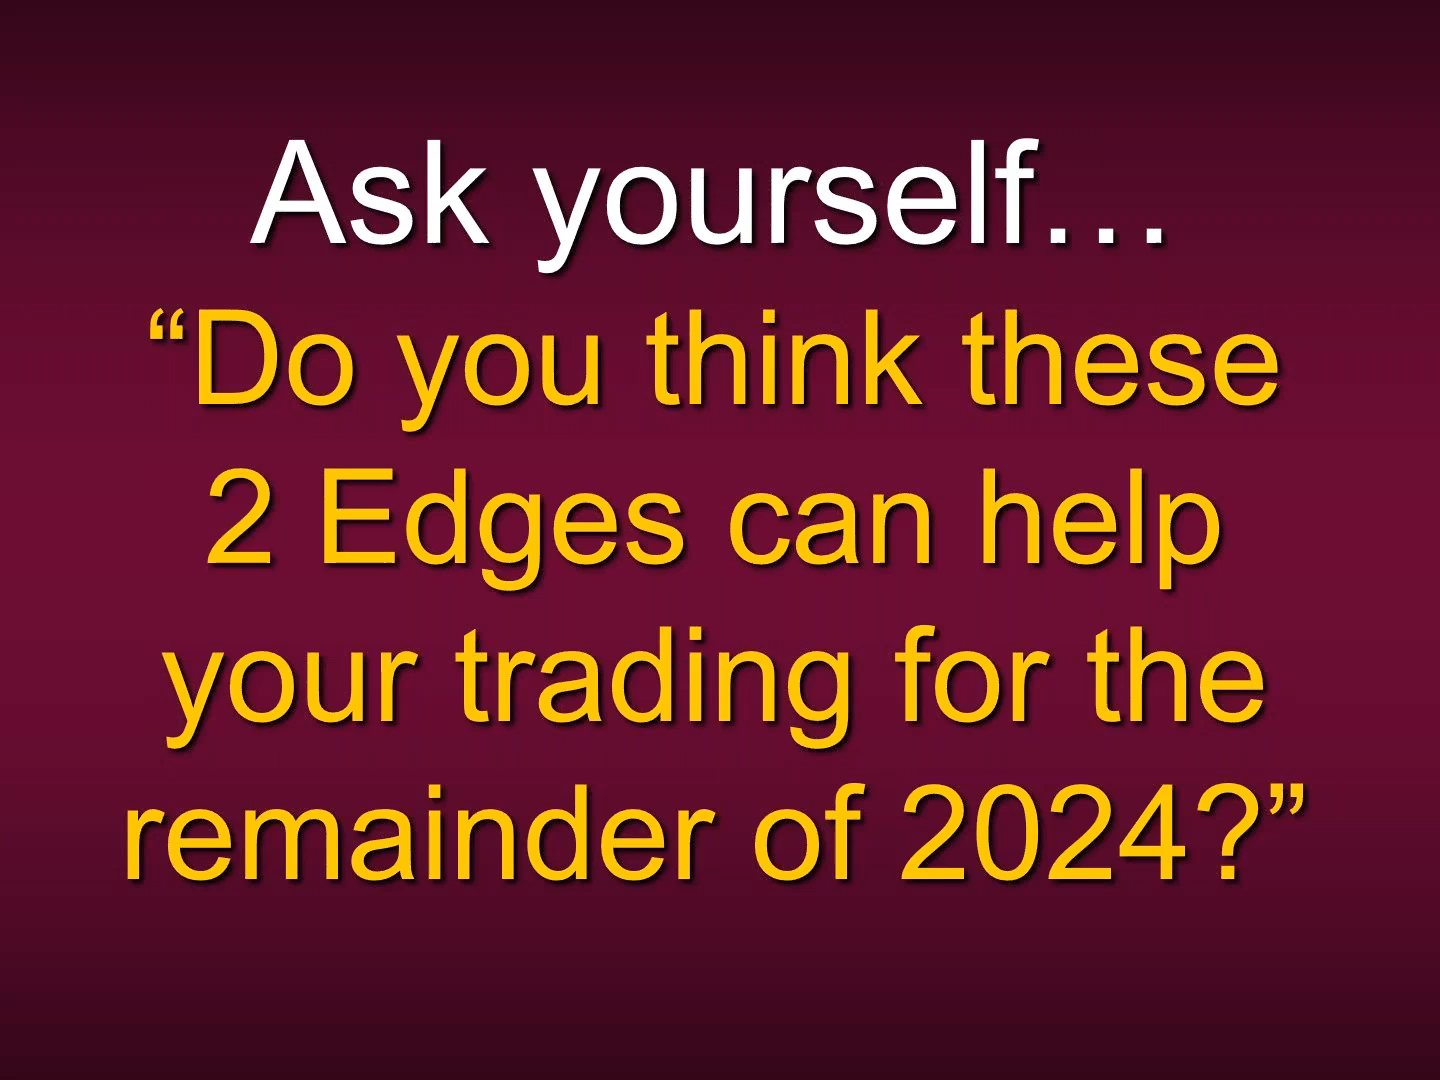 Ask yourself…
“Do you think these
2 Edges can help
your trading for the
remainder of 2024?”